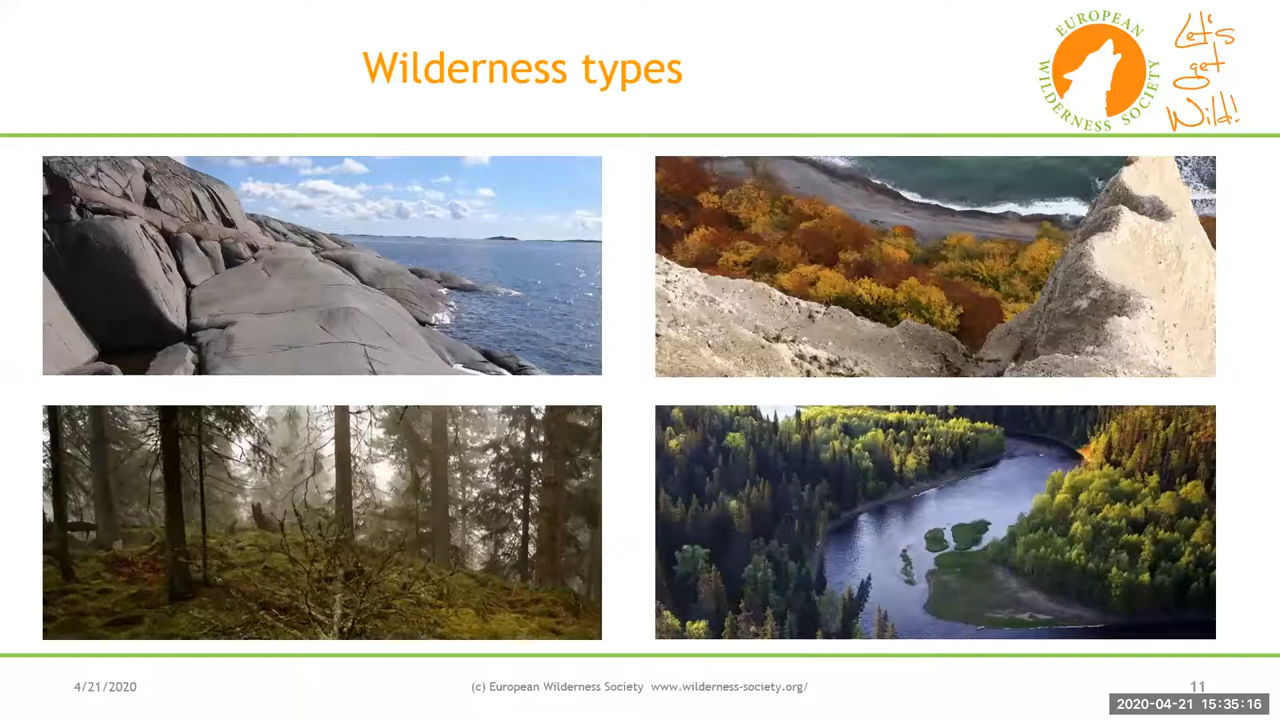 Wilderness types
EUROPEAN
WILDERNESS SOCIETY
Let's
get
Wild!
4/21/2020
(c) European Wilderness Society www.wilderness-society.org/
11
2020-04-21 15:35:16